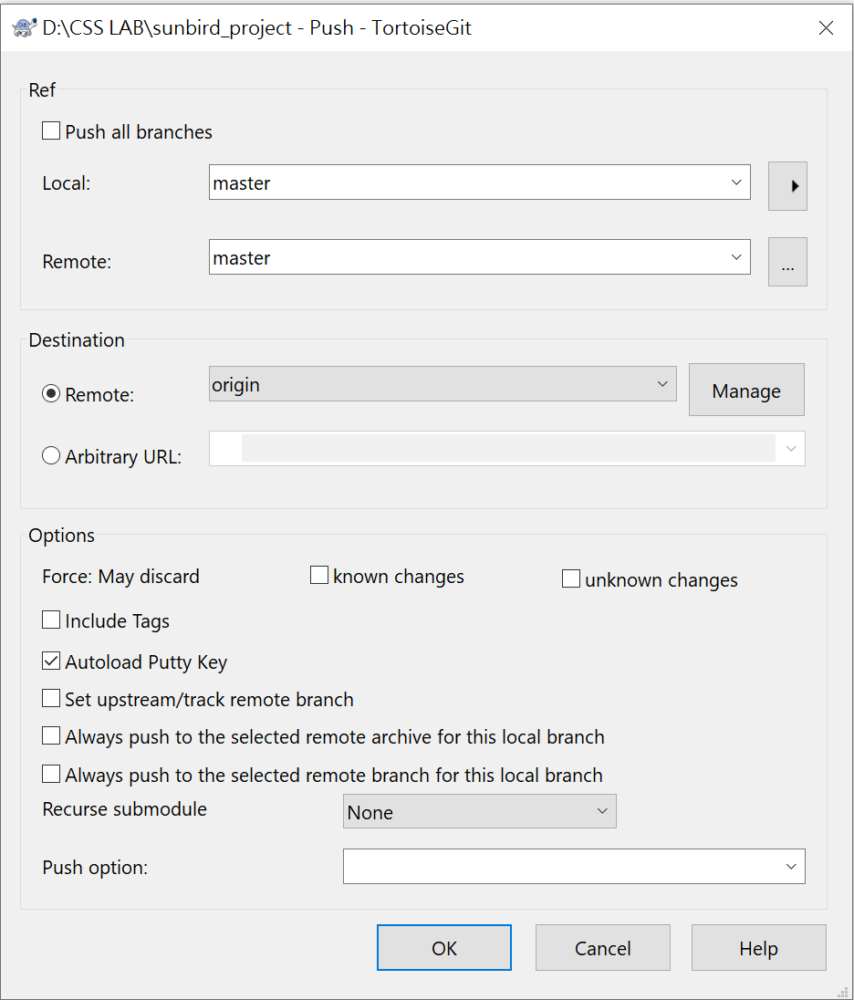 D:\CSS LAB\sunbird_project - Push - TortoiseGit
Ref
Push all branches
Local: master
Remote: master ...
Destination
Remote: origin Manage
Arbitrary URL:
Options
Force: May discard known changes unknown changes
Include Tags
Autoload Putty Key
Set upstream/track remote branch
Always push to the selected remote archive for this local branch
Always push to the selected remote branch for this local branch
Recurse submodule None
Push option:
OK Cancel Help